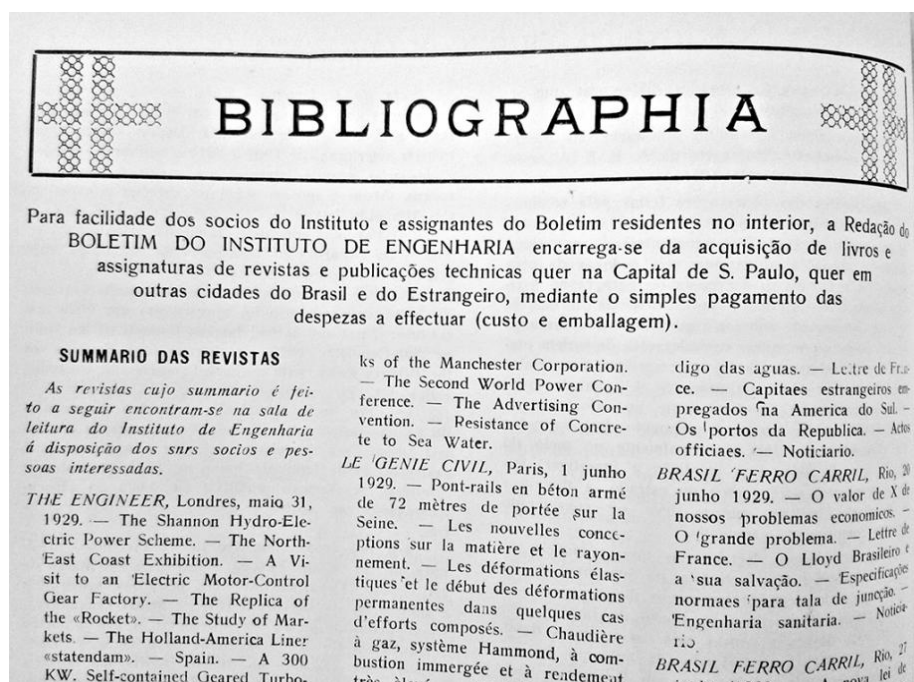 BIBLIOGRAPHIA
Para facilidade dos socios do Instituto e assignantes do Boletim residentes no interior, a Redação do
BOLETIM DO INSTITUTO DE ENGENHARIA encarrega-se da acquisição de livros e
assignaturas de revistas e publicações technicas quer na Capital de S. Paulo, quer em
outras cidades do Brasil e do Estrangeiro, mediante o simples pagamento das
despezas a effectuar (custo e emballagem).
SUMMARIO DAS REVISTAS
As revistas cujo summario é fei-
to a seguir encontram-se na sala de
leitura do Instituto de Engenharia
á disposição dos snrs socios e pes-
soas interessadas.
THE ENGINEER, Londres, maio 31,
1929. — The Shannon Hydro-Ele-
ctric Power Scheme. — The North-
East Coast Exhibition. — A Vi-
sit to an Electric Motor-Control
Gear Factory. — The Replica of
the «Rocket». — The Study of Mar-
kets. — The Holland-America Liner
«statendam». — Spain. — A 300
KW. Self-contained Geared Turbo-
ks of the Manchester Corporation.
— The Second World Power Con-
ference. — The Advertising Con-
vention. — Resistance of Concre-
te to Sea Water.
LE GENIE CIVIL, Paris, 1 junho
1929. — Pont-rails en béton armé
de 72 mètres de portée sur la
Seine. — Les nouvelles conce-
ptions sur la matière et le rayon-
nement. — Les déformations élas-
tiques et le début des déformations
permanentes dans quelques cas
d'efforts composés. — Chaudière
à gaz, système Hammond, à com-
bustion immergée et à rendement
digo das aguas. — Lettre de Fran-
ce. — Capitaes estrangeiros em-
pregados na America do Sul. —
Os portos da Republica. — Actos
officiaes. — Noticiario.
BRASIL FERRO CARRIL, Rio, 20
junho 1929. — O valor de X de
nossos problemas economicos. —
O grande problema. — Lettre de
France. — O Lloyd Brasileiro e
a sua salvação. — Especificações
normaes para tala de juncção. —
Engenharia sanitaria. — Noticia-
rio.
BRASIL FERRO CARRIL, Rio, 27
lei de